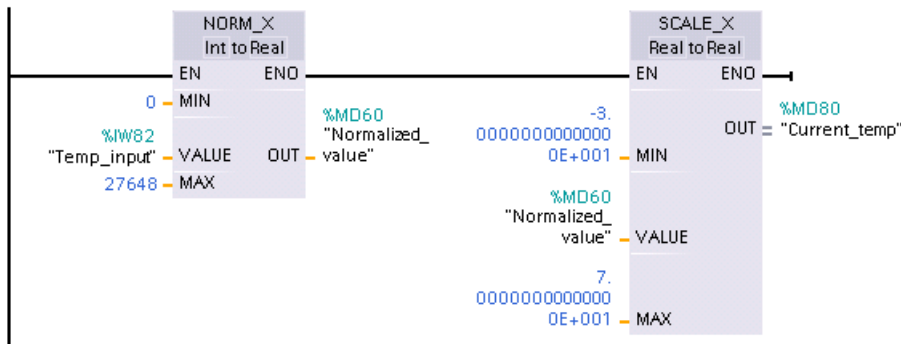 NORM_X
Int to Real
EN
ENO
0
MIN
%IW82
"Temp_input"
VALUE
27648
MAX
OUT
%MD60
"Normalized_
value"
SCALE_X
Real to Real
EN
ENO
-3.
0000000000000
0E+001
MIN
%MD60
"Normalized_
value"
VALUE
7.
0000000000000
0E+001
MAX
OUT
%MD80
"Current_temp"